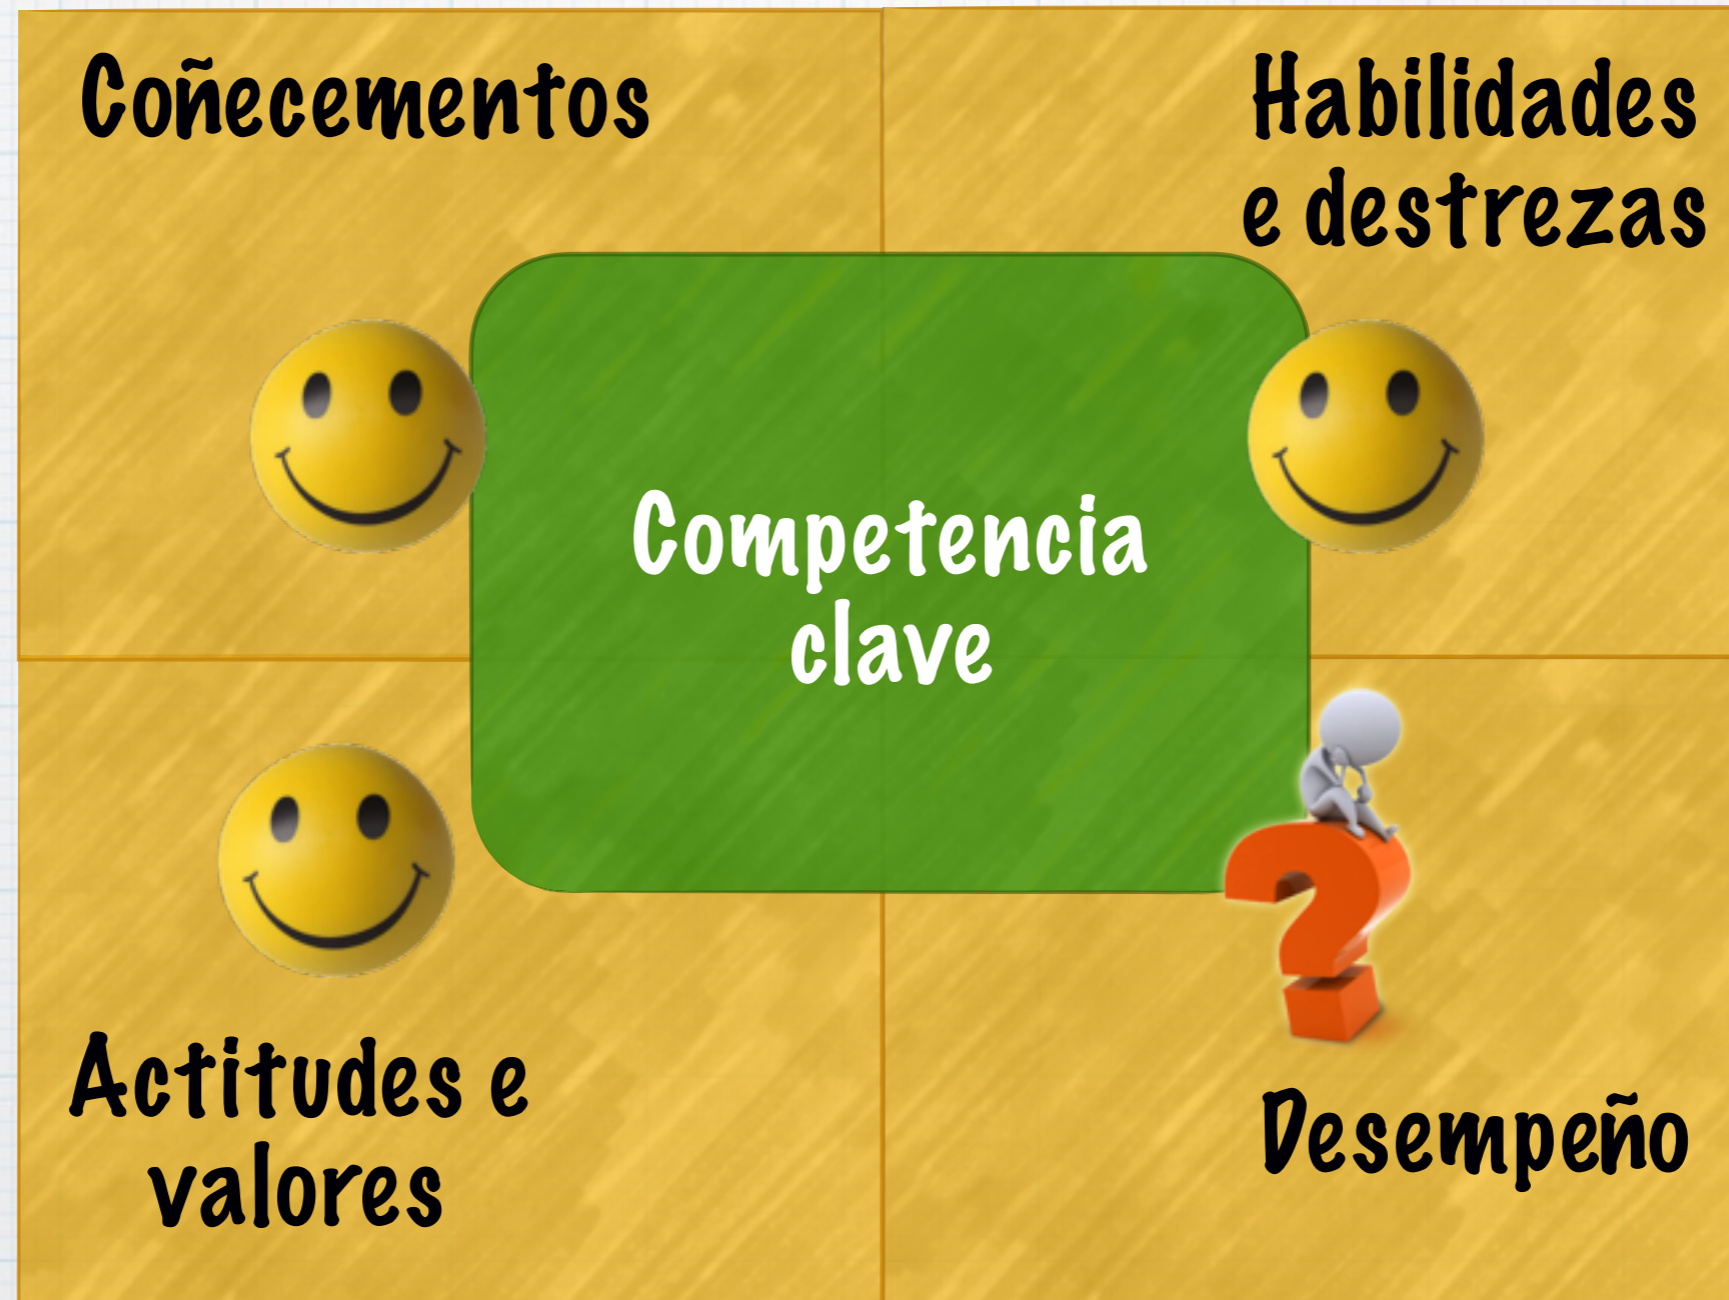 Coñecementos
Habilidades
e destrezas
Competencia
clave
Actitudes e
valores
Desempeño